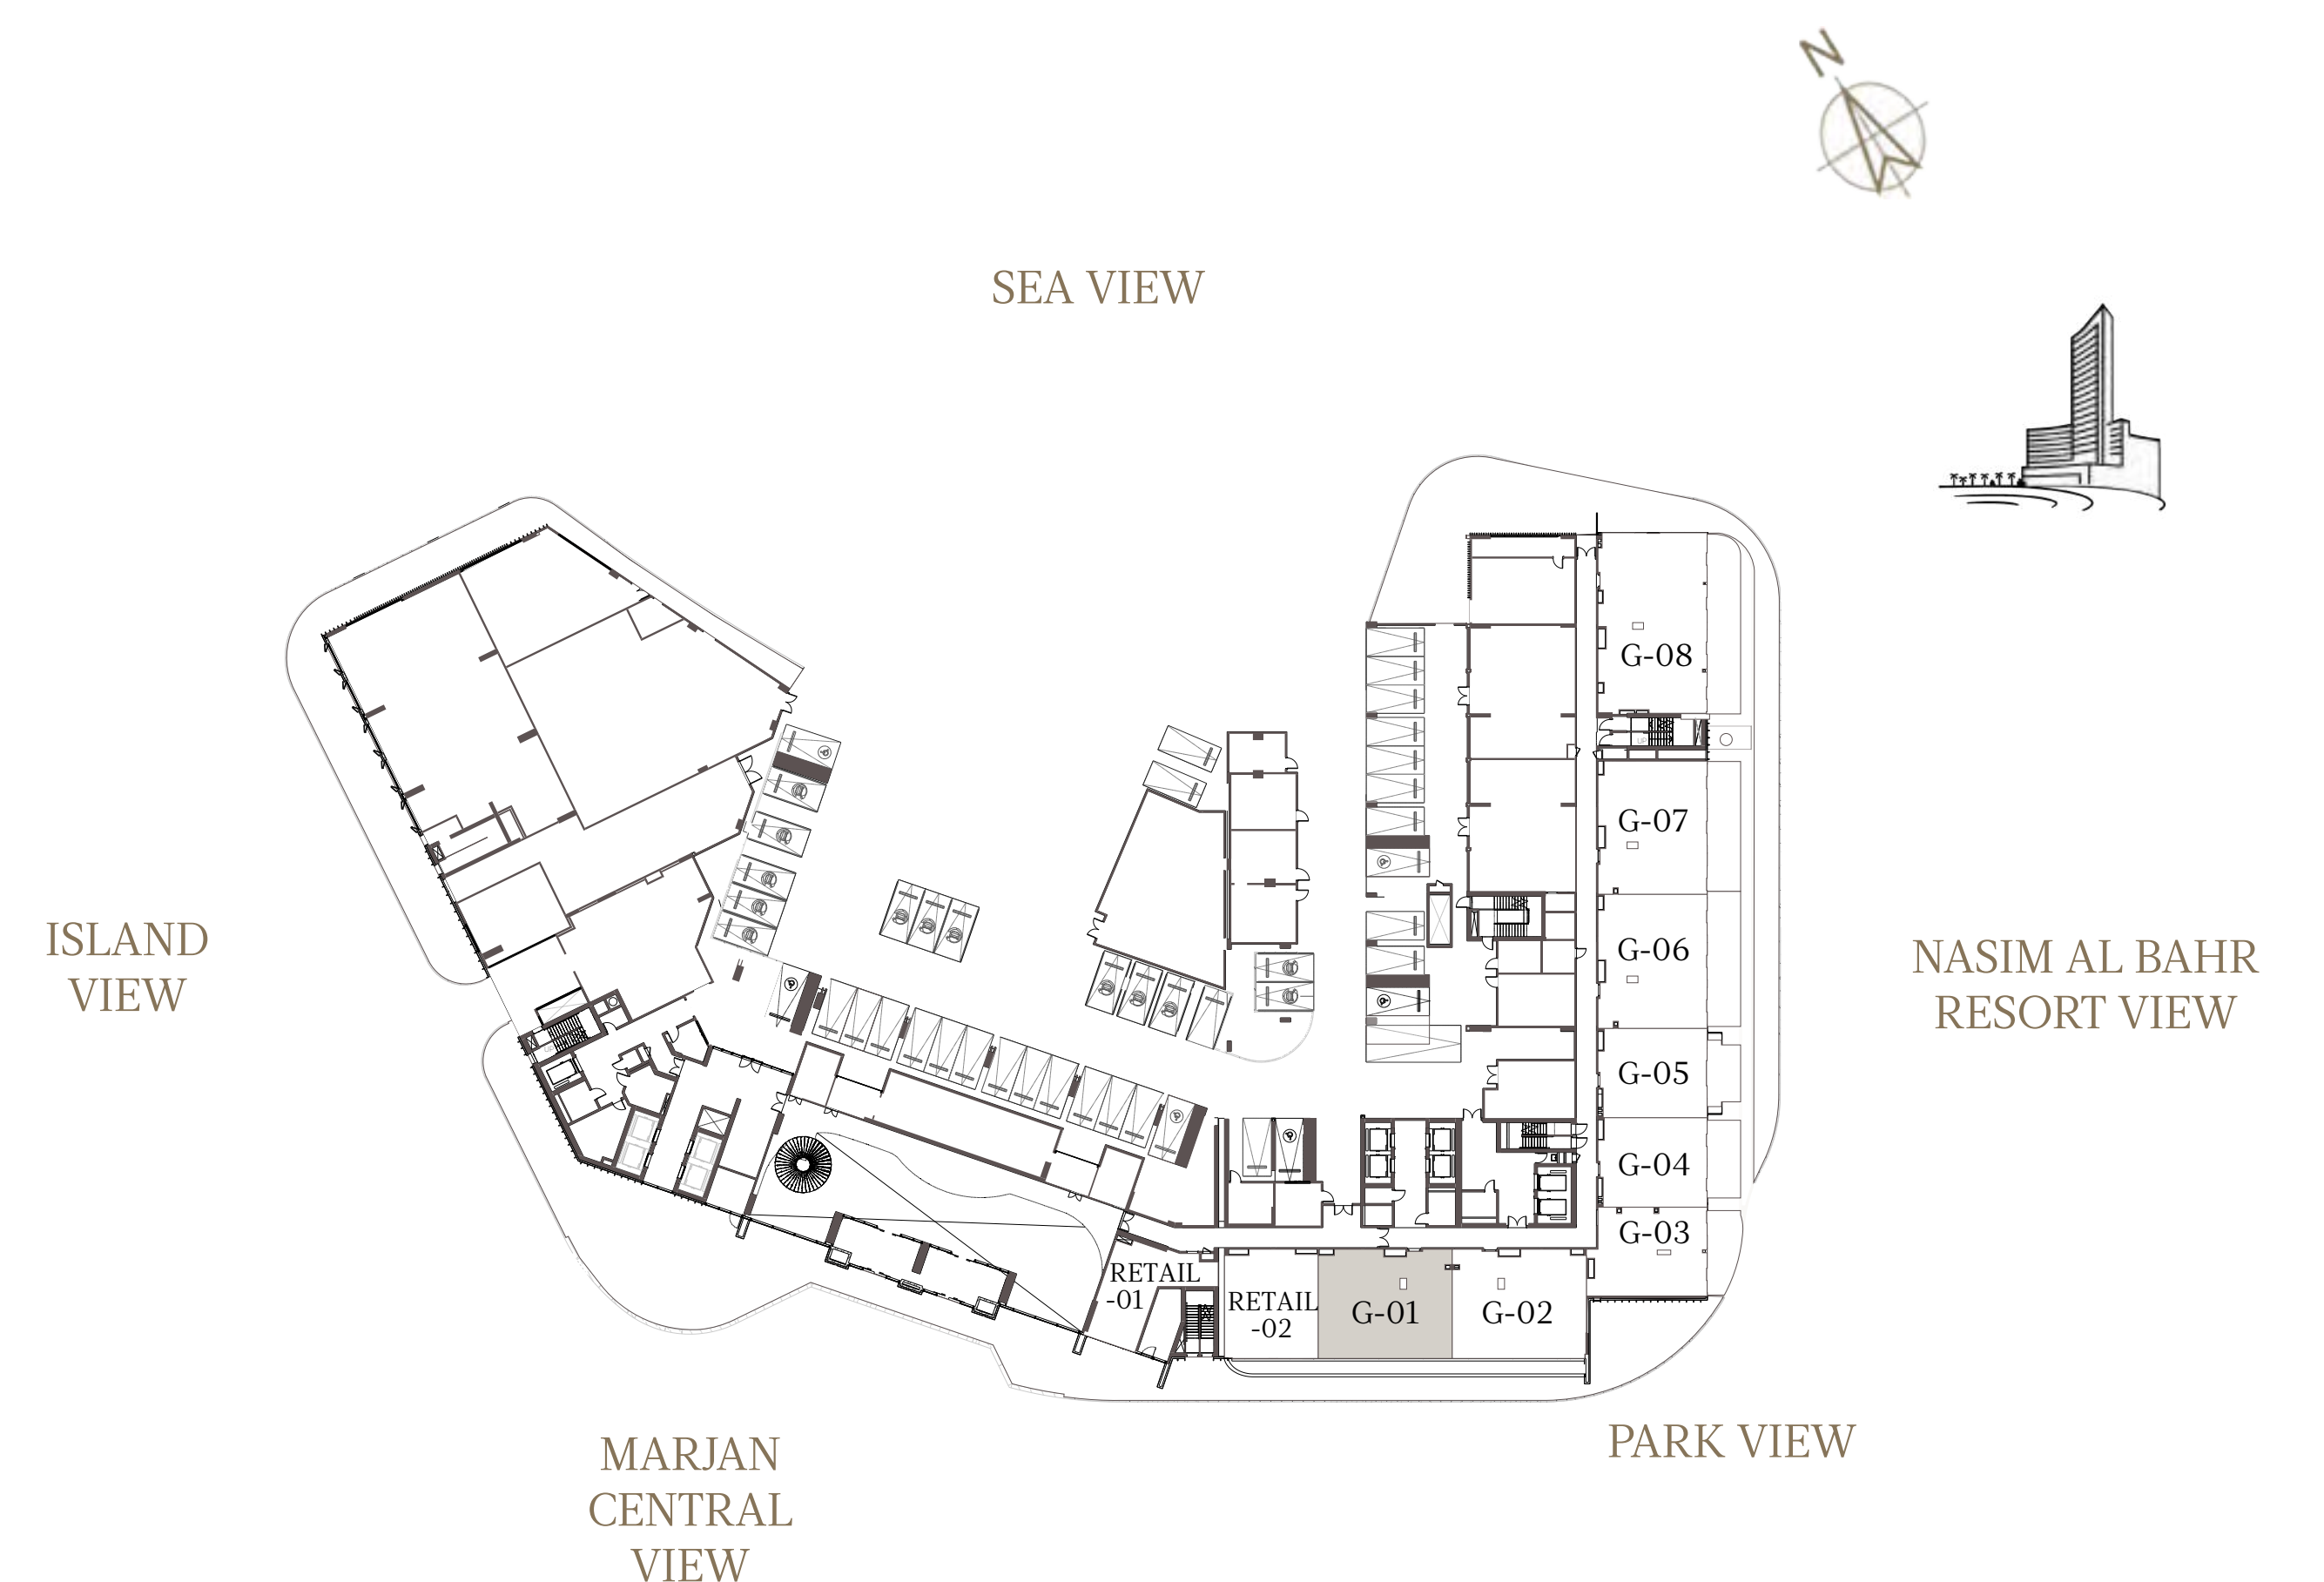 N
SEA VIEW
G-08
G-07
G-06
G-05
G-04
G-03
ISLAND
VIEW
NASIM AL BAHR
RESORT VIEW
RETAIL
-01
RETAIL
-02
G-01
G-02
PARK VIEW
MARJAN
CENTRAL
VIEW